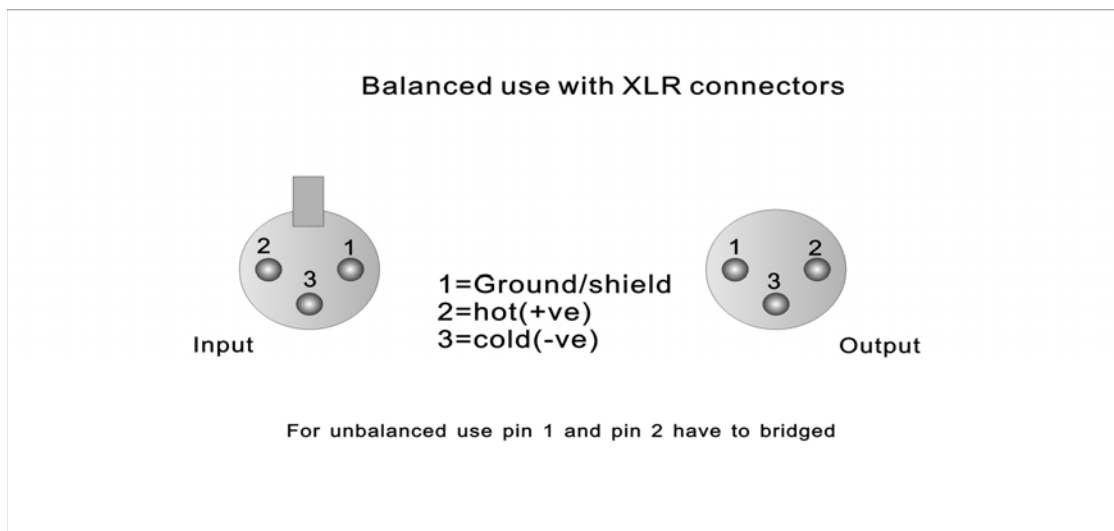 Balanced use with XLR connectors
2 1
3
1 2
3
1=Ground/shield
2=hot(+ve)
3=cold(-ve)
Input
Output
For unbalanced use pin 1 and pin 2 have to bridged